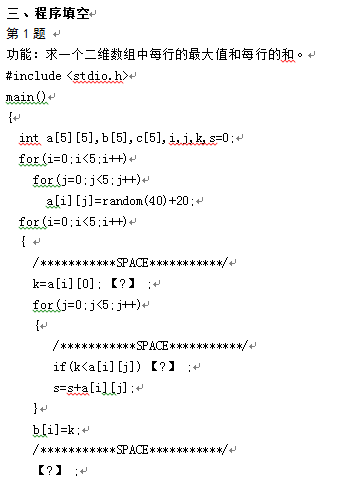 三、程序填空
第1题
功能：求一个二维数组中每行的最大值和每行的和。
#include <stdio.h>
main()
{
int a[5][5],b[5],c[5],i,j,k,s=0;
for(i=0;i<5;i++)
for(j=0;j<5;j++)
a[i][j]=random(40)+20;
for(i=0;i<5;i++)
{
/***********SPACE***********/
k=a[i][0]; 【?】 ;
for(j=0;j<5;j++)
{
/***********SPACE***********/
if(k<a[i][j]) 【?】 ;
s=s+a[i][j];
}
b[i]=k;
/***********SPACE***********/
【?】 ;